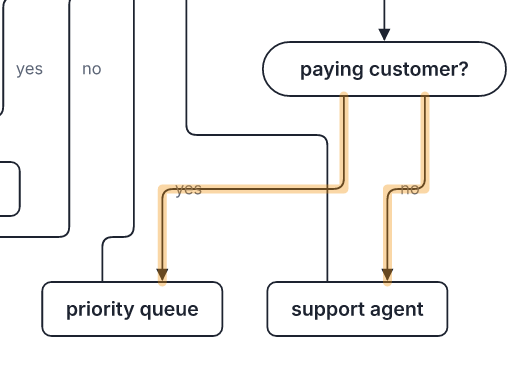 yes
no
paying customer?
yes
no
priority queue
support agent